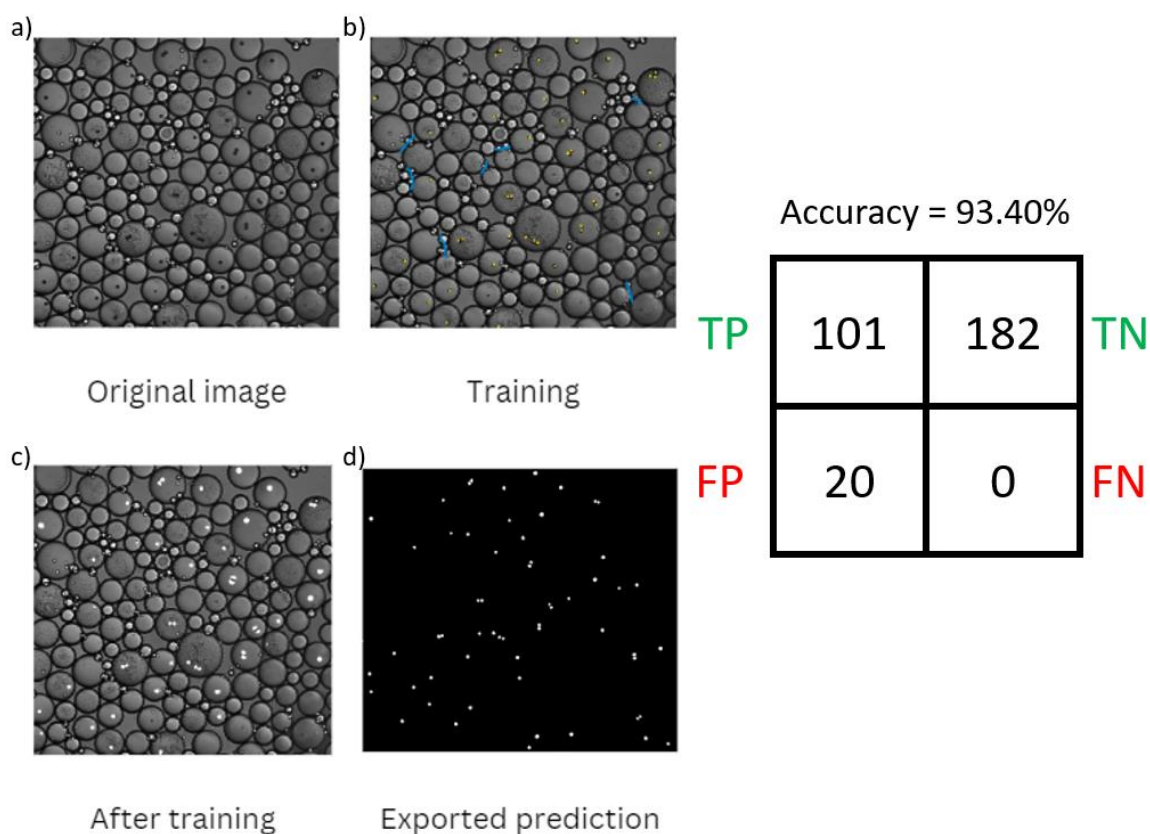 a)
b)
Original image
Training
c)
d)
After training
Exported prediction
Accuracy = 93.40%
TP 101 182 TN
FP 20 0 FN